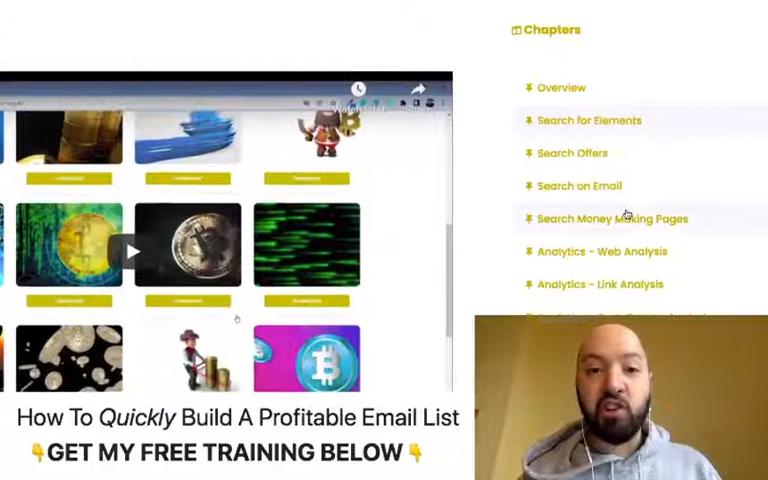 Chapters
Overview
Search for Elements
Search Offers
Search on Email
Search Money Making Pages
Analytics - Web Analysis
Analytics - Link Analysis
How To Quickly Build A Profitable Email List
👇GET MY FREE TRAINING BELOW👇